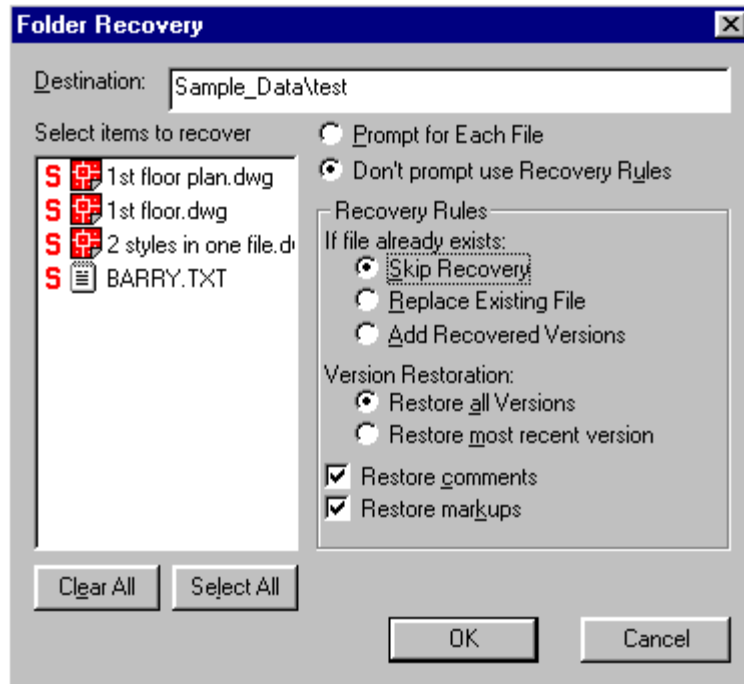 Folder Recovery
Destination: Sample_Data\test
Select items to recover
S 1st floor plan.dwg
S 1st floor.dwg
S 2 styles in one file.d
S BARRY.TXT
Clear All Select All
Prompt for Each File
Don't prompt use Recovery Rules
Recovery Rules
If file already exists:
Skip Recovery
Replace Existing File
Add Recovered Versions
Version Restoration:
Restore all Versions
Restore most recent version
Restore comments
Restore markups
OK Cancel